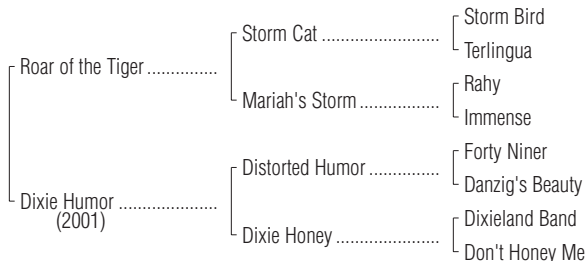 Storm Bird
Storm Cat ........................
Terlingua
Roar of the Tiger ...............
Rahy
Mariah's Storm .................
Immense
Forty Niner
Distorted Humor ...............
Danzig's Beauty
Dixie Humor .....................
(2001)
Dixieland Band
Dixie Honey ......................
Don't Honey Me